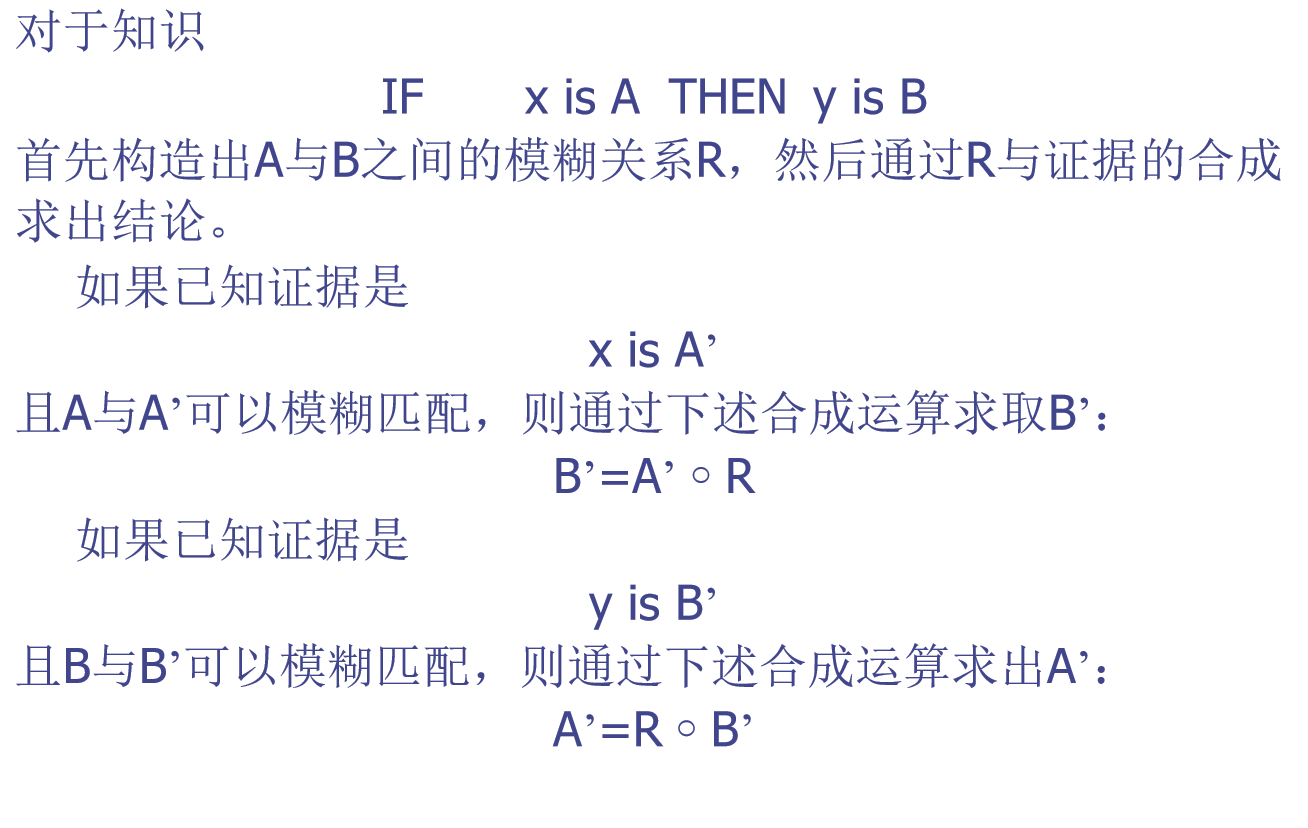 对于知识
IF x is A THEN y is B
首先构造出A与B之间的模糊关系R，然后通过R与证据的合成
求出结论。
如果已知证据是
x is A’
且A与A’可以模糊匹配，则通过下述合成运算求取B’：
B’=A’ ◦ R
如果已知证据是
y is B’
且B与B’可以模糊匹配，则通过下述合成运算求出A’：
A’=R ◦ B’